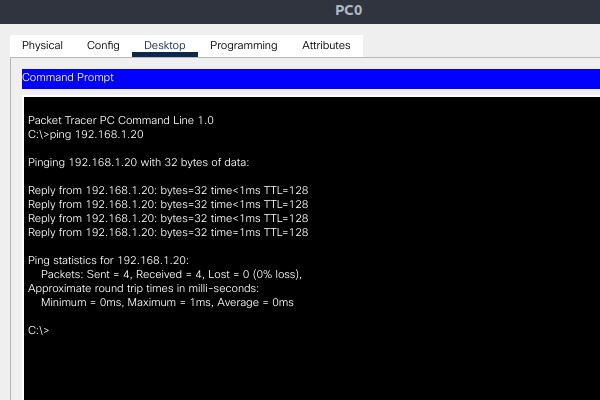 PC0
Physical Config Desktop Programming Attributes
Command Prompt
Packet Tracer PC Command Line 1.0
C:\>ping 192.168.1.20
Pinging 192.168.1.20 with 32 bytes of data:
Reply from 192.168.1.20: bytes=32 time<1ms TTL=128
Reply from 192.168.1.20: bytes=32 time<1ms TTL=128
Reply from 192.168.1.20: bytes=32 time<1ms TTL=128
Reply from 192.168.1.20: bytes=32 time=1ms TTL=128
Ping statistics for 192.168.1.20:
Packets: Sent = 4, Received = 4, Lost = 0 (0% loss),
Approximate round trip times in milli-seconds:
Minimum = 0ms, Maximum = 1ms, Average = 0ms
C:\>